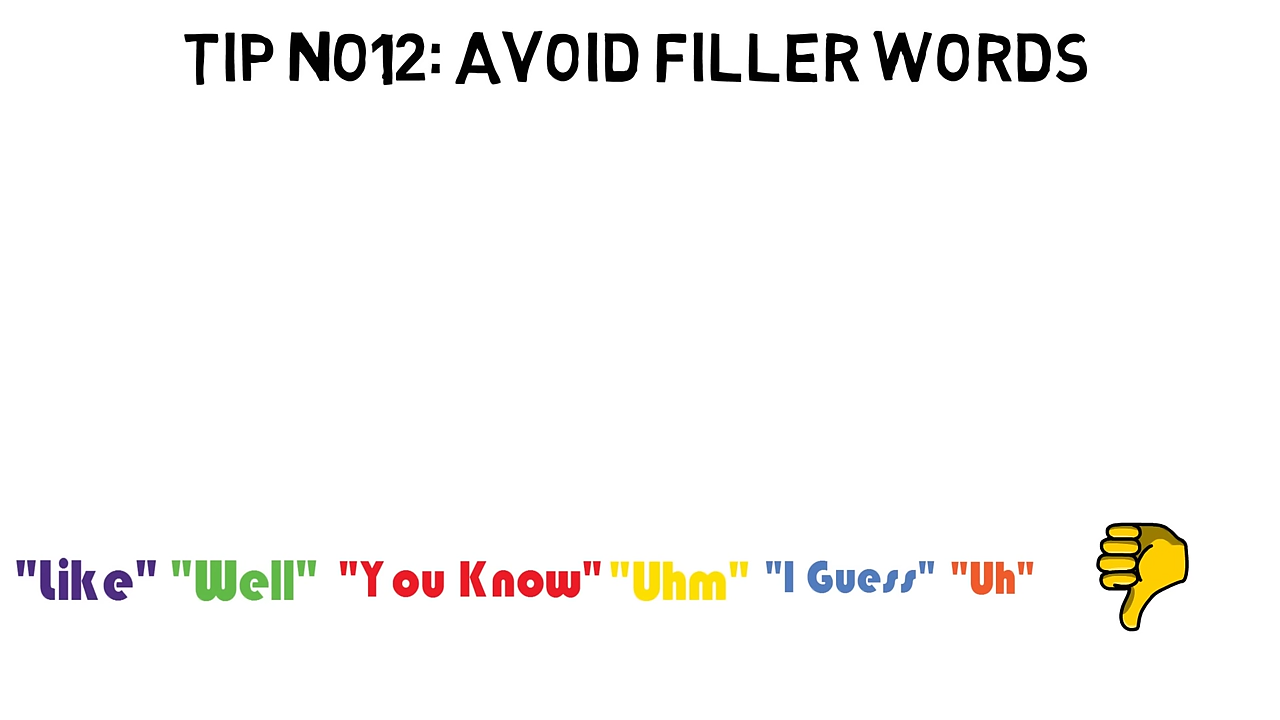 TIP NO12: AVOID FILLER WORDS
"Like" "Well" "You Know" "Uhm" "I Guess" "Uh"